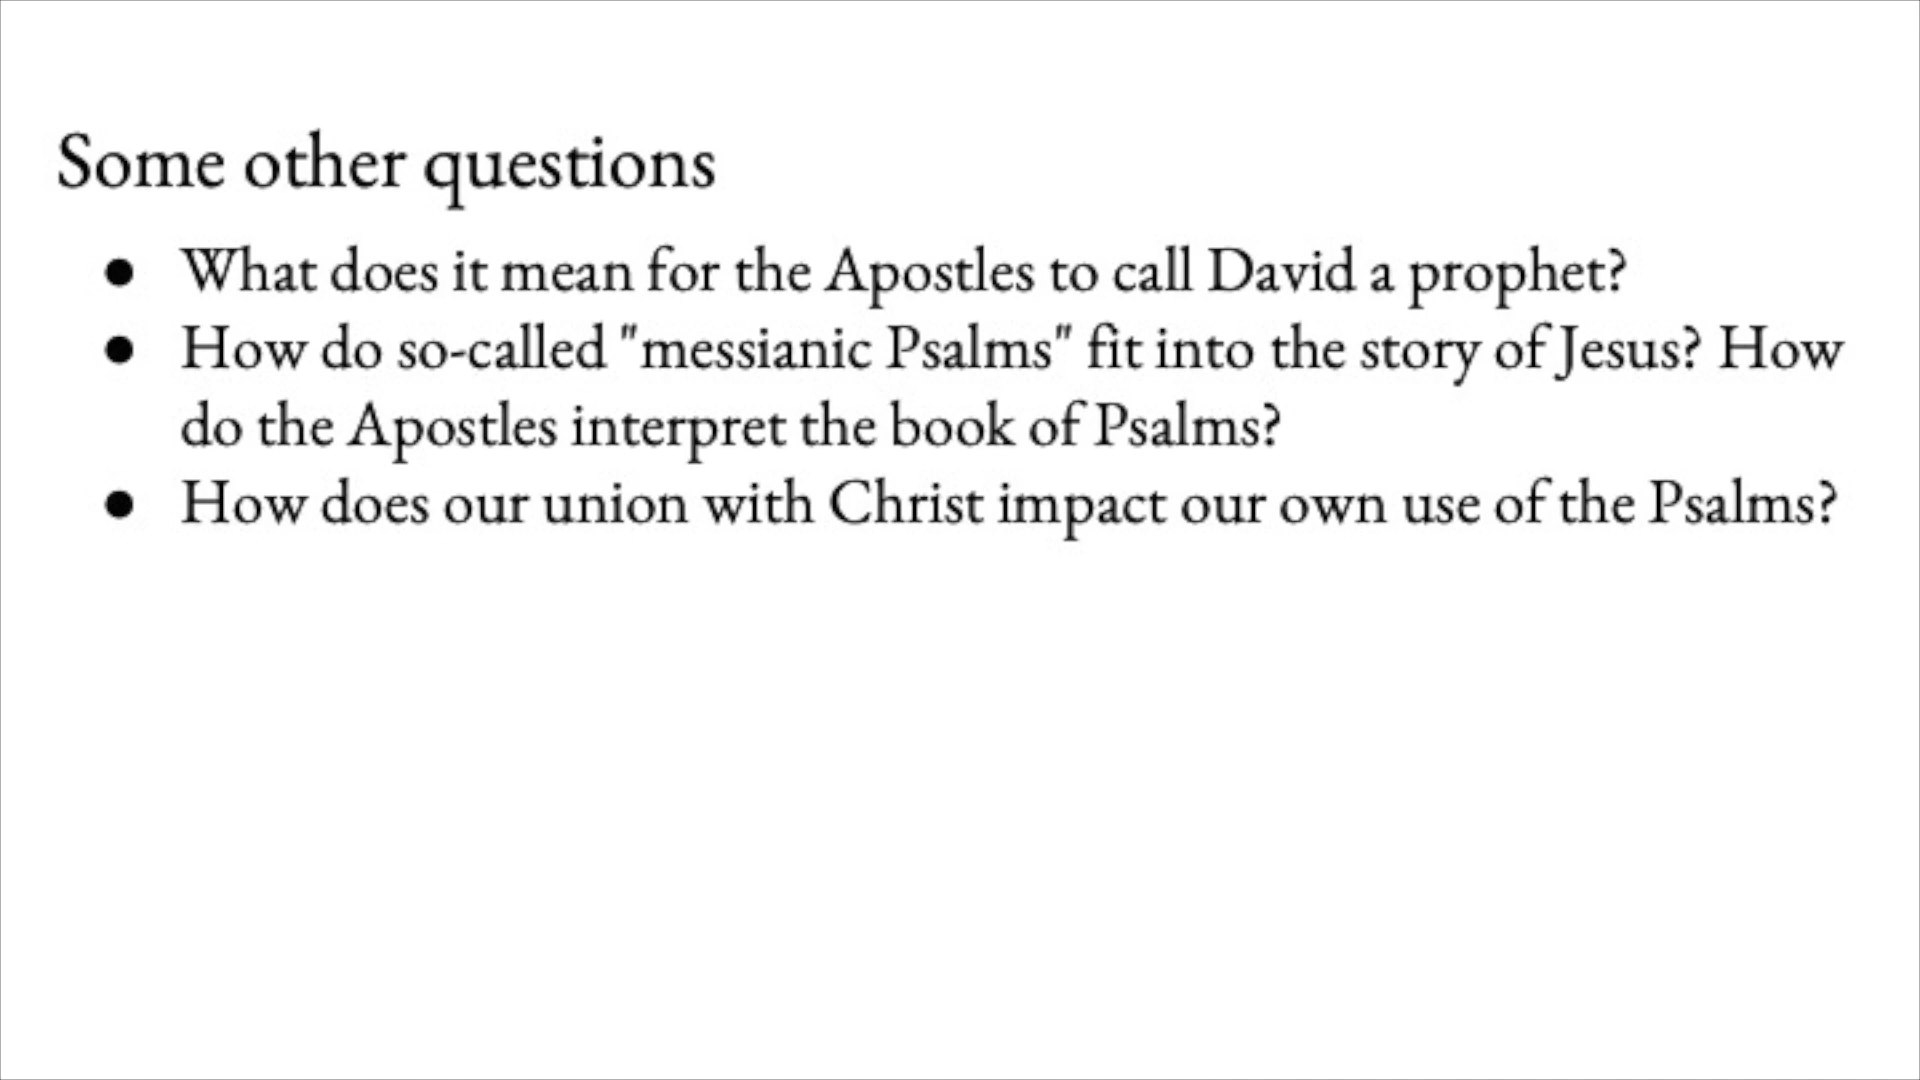 Some other questions
● What does it mean for the Apostles to call David a prophet?
● How do so-called "messianic Psalms" fit into the story of Jesus? How
do the Apostles interpret the book of Psalms?
● How does our union with Christ impact our own use of the Psalms?